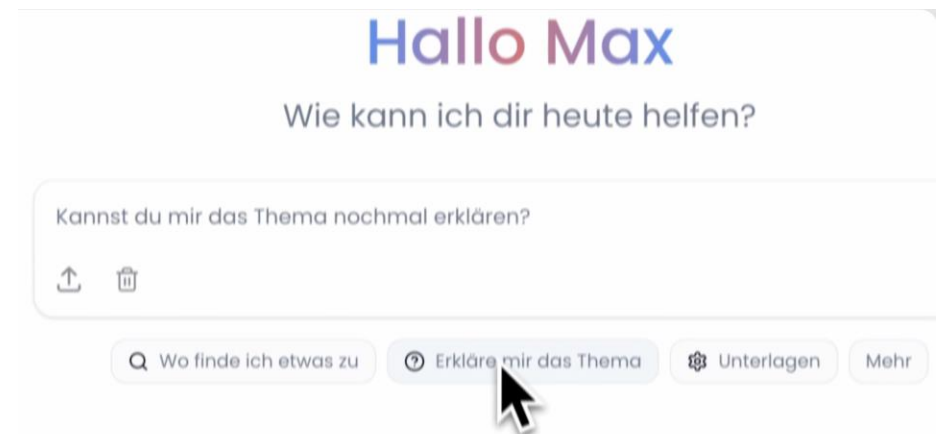 Hallo Max
Wie kann ich dir heute helfen?
Kannst du mir das Thema nochmal erklären?
Wo finde ich etwas zu Erkläre mir das Thema Unterlagen Mehr